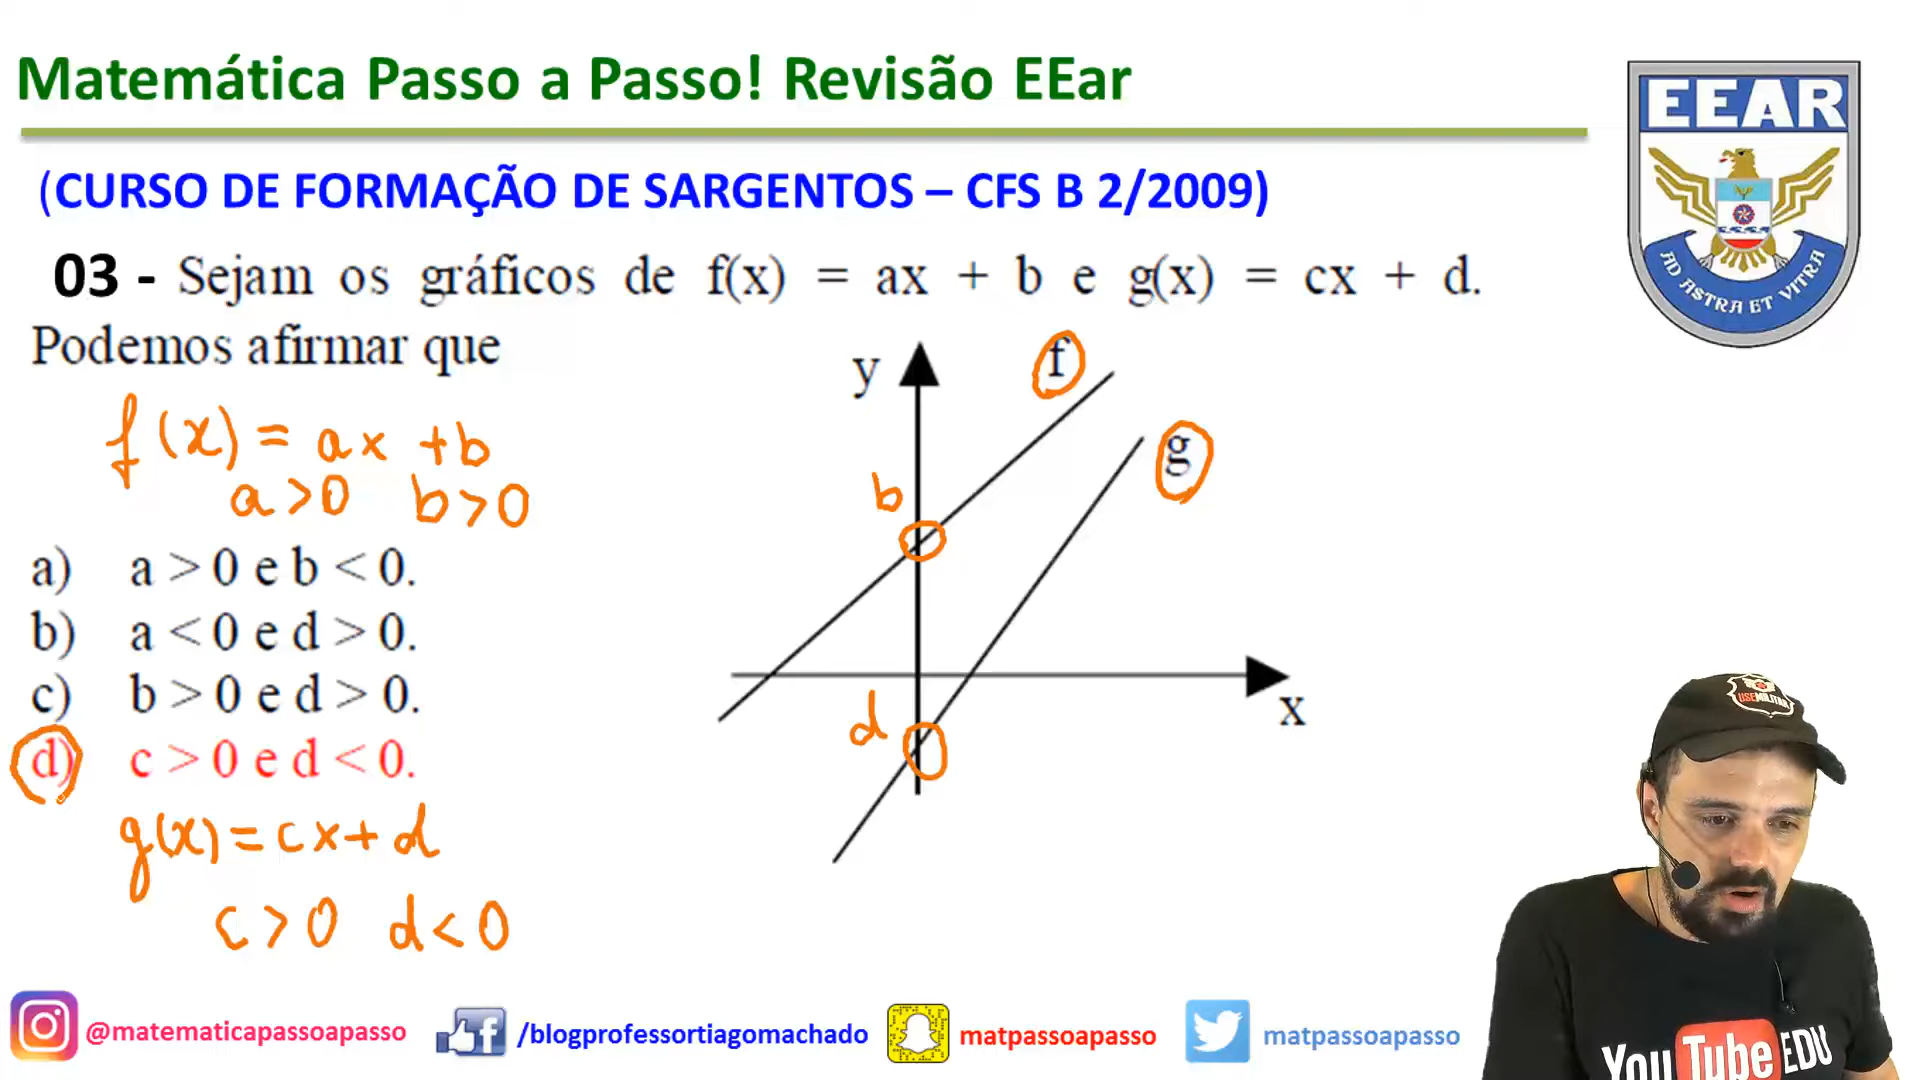 Matemática Passo a Passo! Revisão EEar
EEAR
AD ASTRA ET VITRA
(CURSO DE FORMAÇÃO DE SARGENTOS – CFS B 2/2009)
03 - Sejam os gráficos de f(x) = ax + b e g(x) = cx + d.
Podemos afirmar que
f(x) = ax + b
a > 0 b > 0
a) a > 0 e b < 0.
b) a < 0 e d > 0.
c) b > 0 e d > 0.
d) c > 0 e d < 0.
g(x) = cx + d
c > 0 d < 0
y
f
g
b
d
x
USEMILITAR
YouTube EDU
@matematicapassoapasso
/blogprofessortiagomachado
matpassoapasso
matpassoapasso